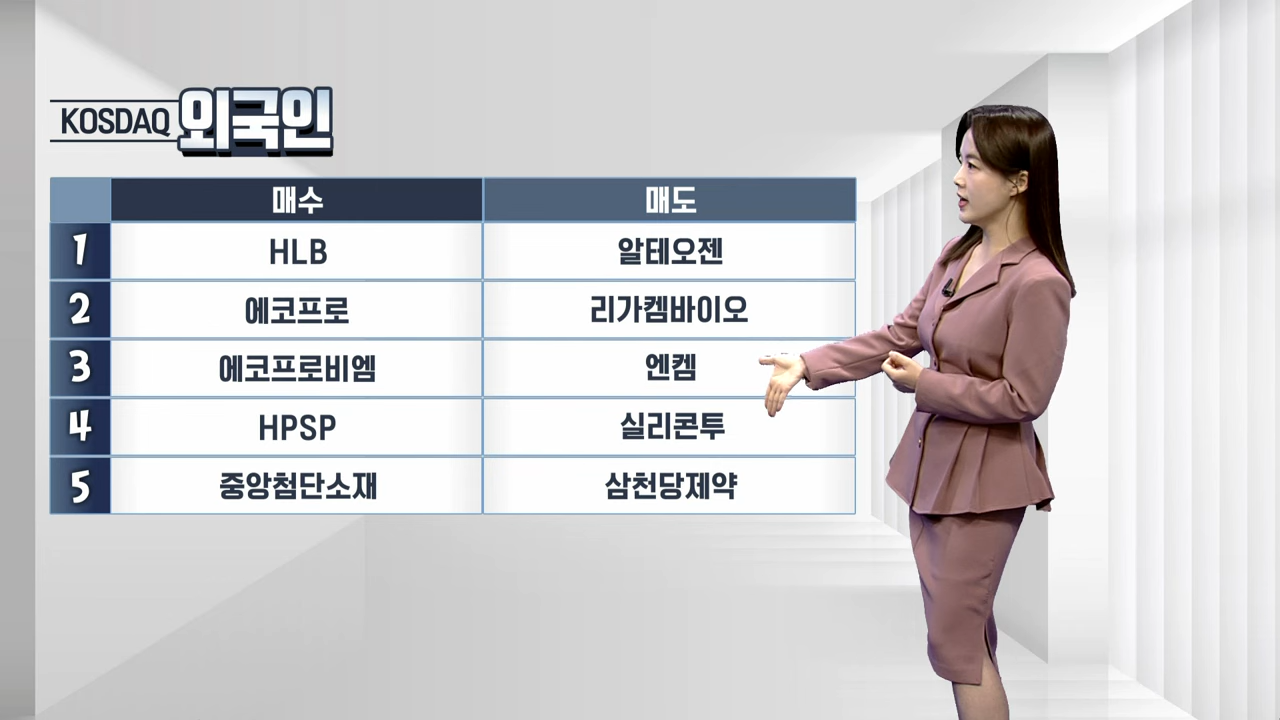 KOSDAQ 외국인
매수 매도
1 HLB 알테오젠
2 에코프로 리가켐바이오
3 에코프로비엠 엔켐
4 HPSP 실리콘투
5 중앙첨단소재 삼천당제약